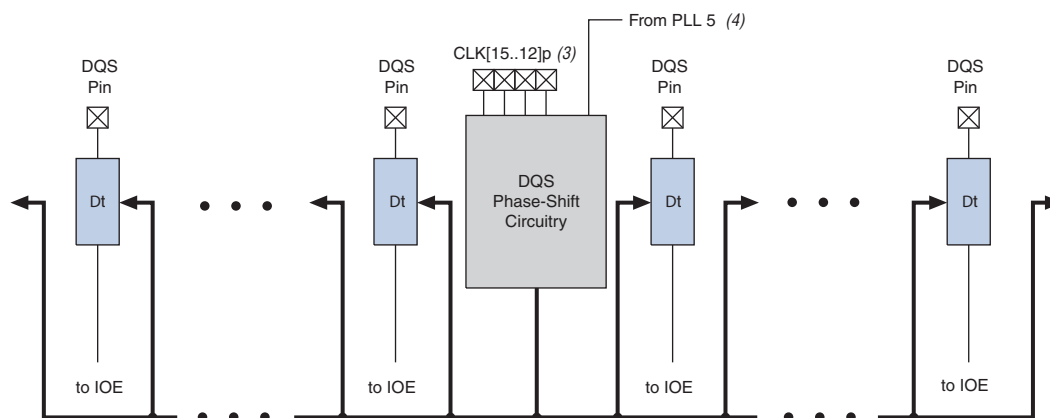 From PLL 5 (4)
CLK[15..12]p (3)
DQS
Pin
DQS
Pin
DQS
Pin
DQS
Pin
Dt
Dt
DQS
Phase-Shift
Circuitry
Dt
Dt
to IOE
to IOE
to IOE
to IOE